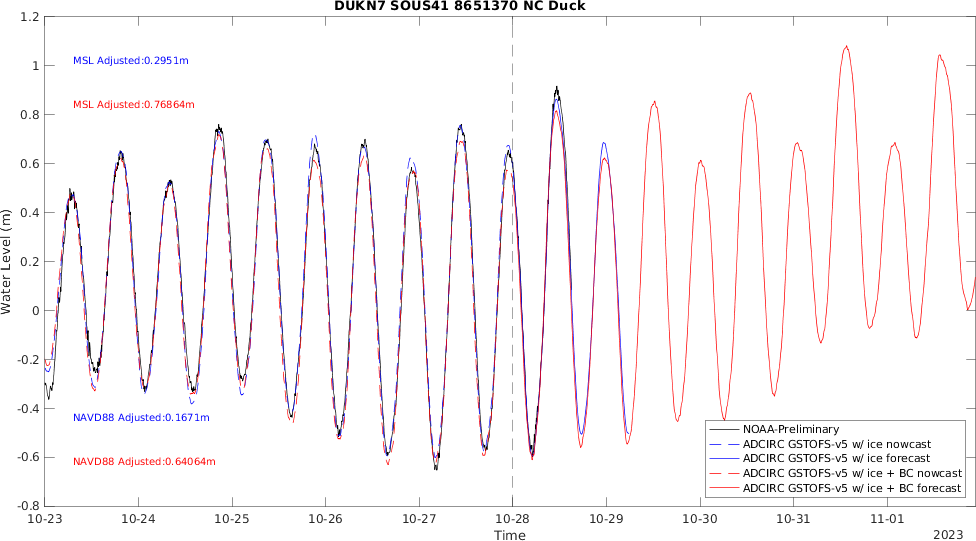 DUKN7 SOUS41 8651370 NC Duck
1.2
1
0.8
0.6
0.4
0.2
0
-0.2
-0.4
-0.6
-0.8
Water Level (m)
MSL Adjusted:0.2951m
MSL Adjusted:0.76864m
NAVD88 Adjusted:0.1671m
NAVD88 Adjusted:0.64064m
NOAA-Preliminary
ADCIRC GSTOFS-v5 w/ ice nowcast
ADCIRC GSTOFS-v5 w/ ice forecast
ADCIRC GSTOFS-v5 w/ ice + BC nowcast
ADCIRC GSTOFS-v5 w/ ice + BC forecast
10-23 10-24 10-25 10-26 10-27 10-28 10-29 10-30 10-31 11-01
Time
2023